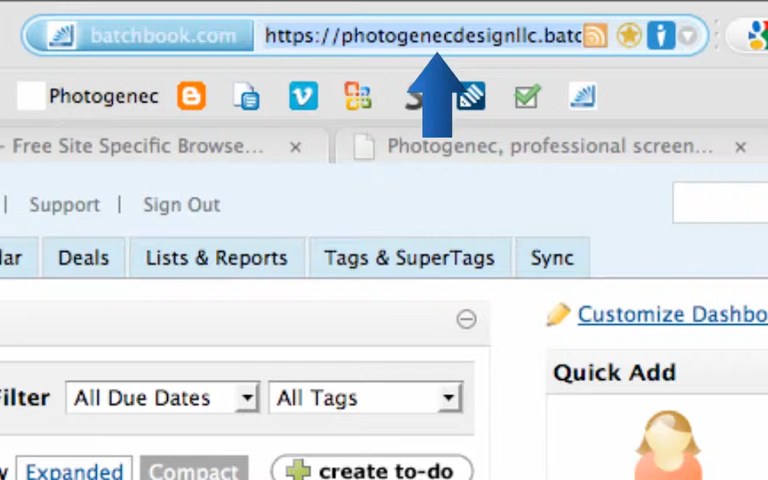 batchbook.com https://photogenecdesignllc.batc
Photogenec
- Free Site Specific Browse... × Photogenec, professional screen... ×
| Support | Sign Out
lar Deals Lists & Reports Tags & SuperTags Sync
Customize Dashbo
Quick Add
Filter All Due Dates All Tags
y Expanded Compact create to-do